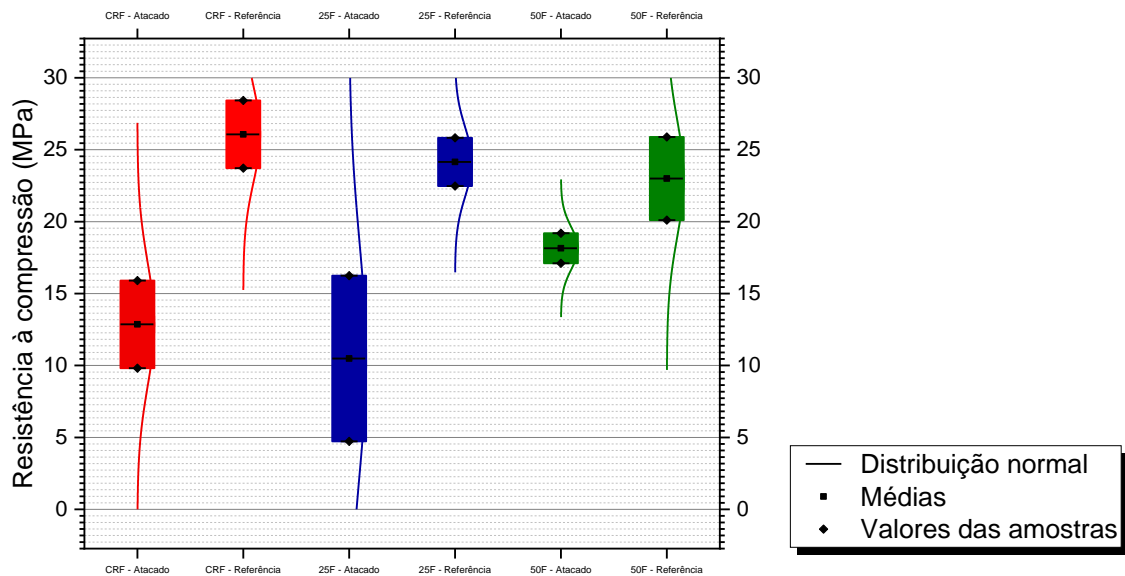 CRF - Atacado CRF - Referência 25F - Atacado 25F - Referência 50F - Atacado 50F - Referência
Resistência à compressão (MPa)
30 30
25 25
20 20
15 15
10 10
5 5
0 0
CRF - Atacado CRF - Referência 25F - Atacado 25F - Referência 50F - Atacado 50F - Referência
Distribuição normal
Médias
Valores das amostras